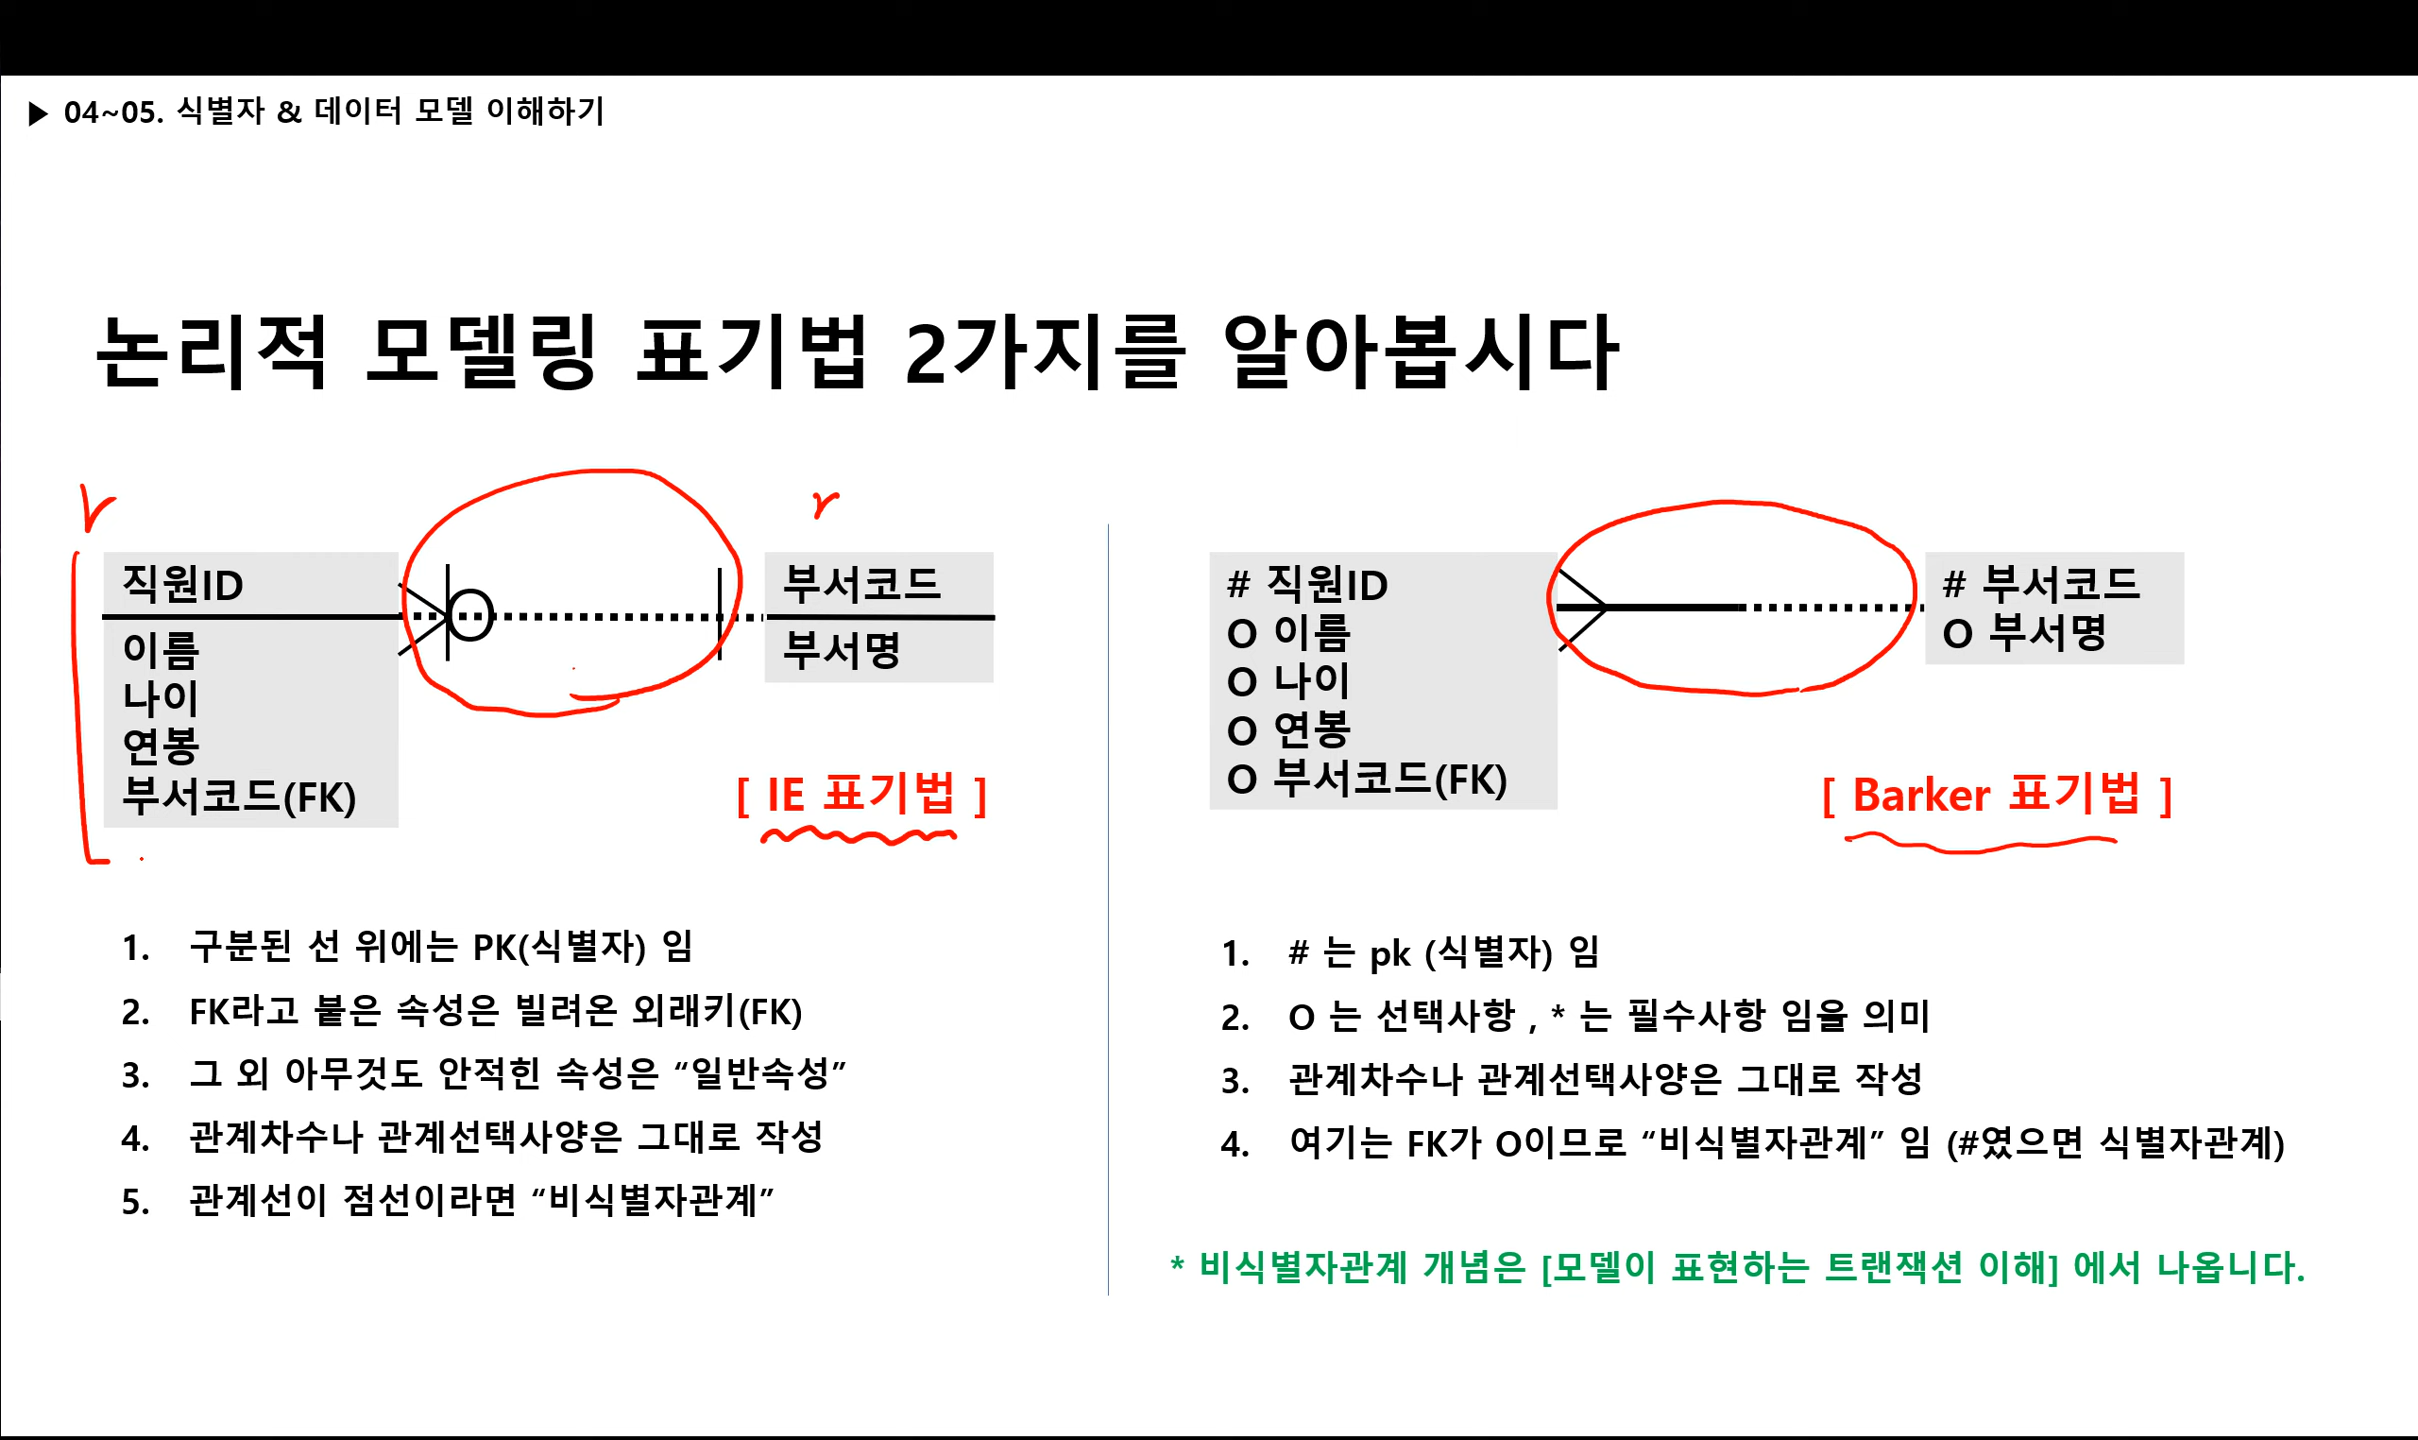 ▶ 04~05. 식별자 & 데이터 모델 이해하기
논리적 모델링 표기법 2가지를 알아봅시다
직원ID
이름
나이
연봉
부서코드(FK)
부서코드
부서명
[ IE 표기법 ]
1. 구분된 선 위에는 PK(식별자) 임
2. FK라고 붙은 속성은 빌려온 외래키(FK)
3. 그 외 아무것도 안적힌 속성은 “일반속성”
4. 관계차수나 관계선택사양은 그대로 작성
5. 관계선이 점선이라면 “비식별자관계”
# 직원ID
O 이름
O 나이
O 연봉
O 부서코드(FK)
# 부서코드
O 부서명
[ Barker 표기법 ]
1. # 는 pk (식별자) 임
2. O 는 선택사항 , * 는 필수사항 임을 의미
3. 관계차수나 관계선택사양은 그대로 작성
4. 여기는 FK가 O이므로 “비식별자관계” 임 (#였으면 식별자관계)
* 비식별자관계 개념은 [모델이 표현하는 트랜잭션 이해] 에서 나옵니다.